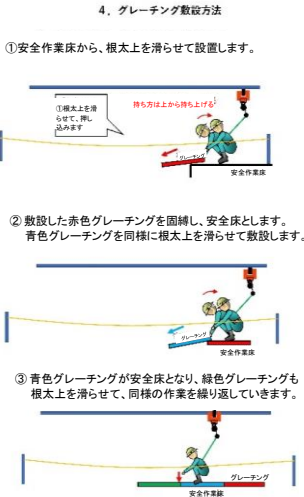 4．グレーチング敷設方法
①安全作業床から、根太上を滑らせて設置します。
①根太上を滑
らせて、押し
込みます
持ち方は上から持ち上げる
グレーチング
安全作業床
② 敷設した赤色グレーチングを固縛し、安全床とします。
青色グレーチングを同様に根太上を滑らせて敷設します。
グレーチング
安全作業床
③ 青色グレーチングが安全床となり、緑色グレーチングも
根太上を滑らせて、同様の作業を繰り返していきます。
グレーチング
安全作業床